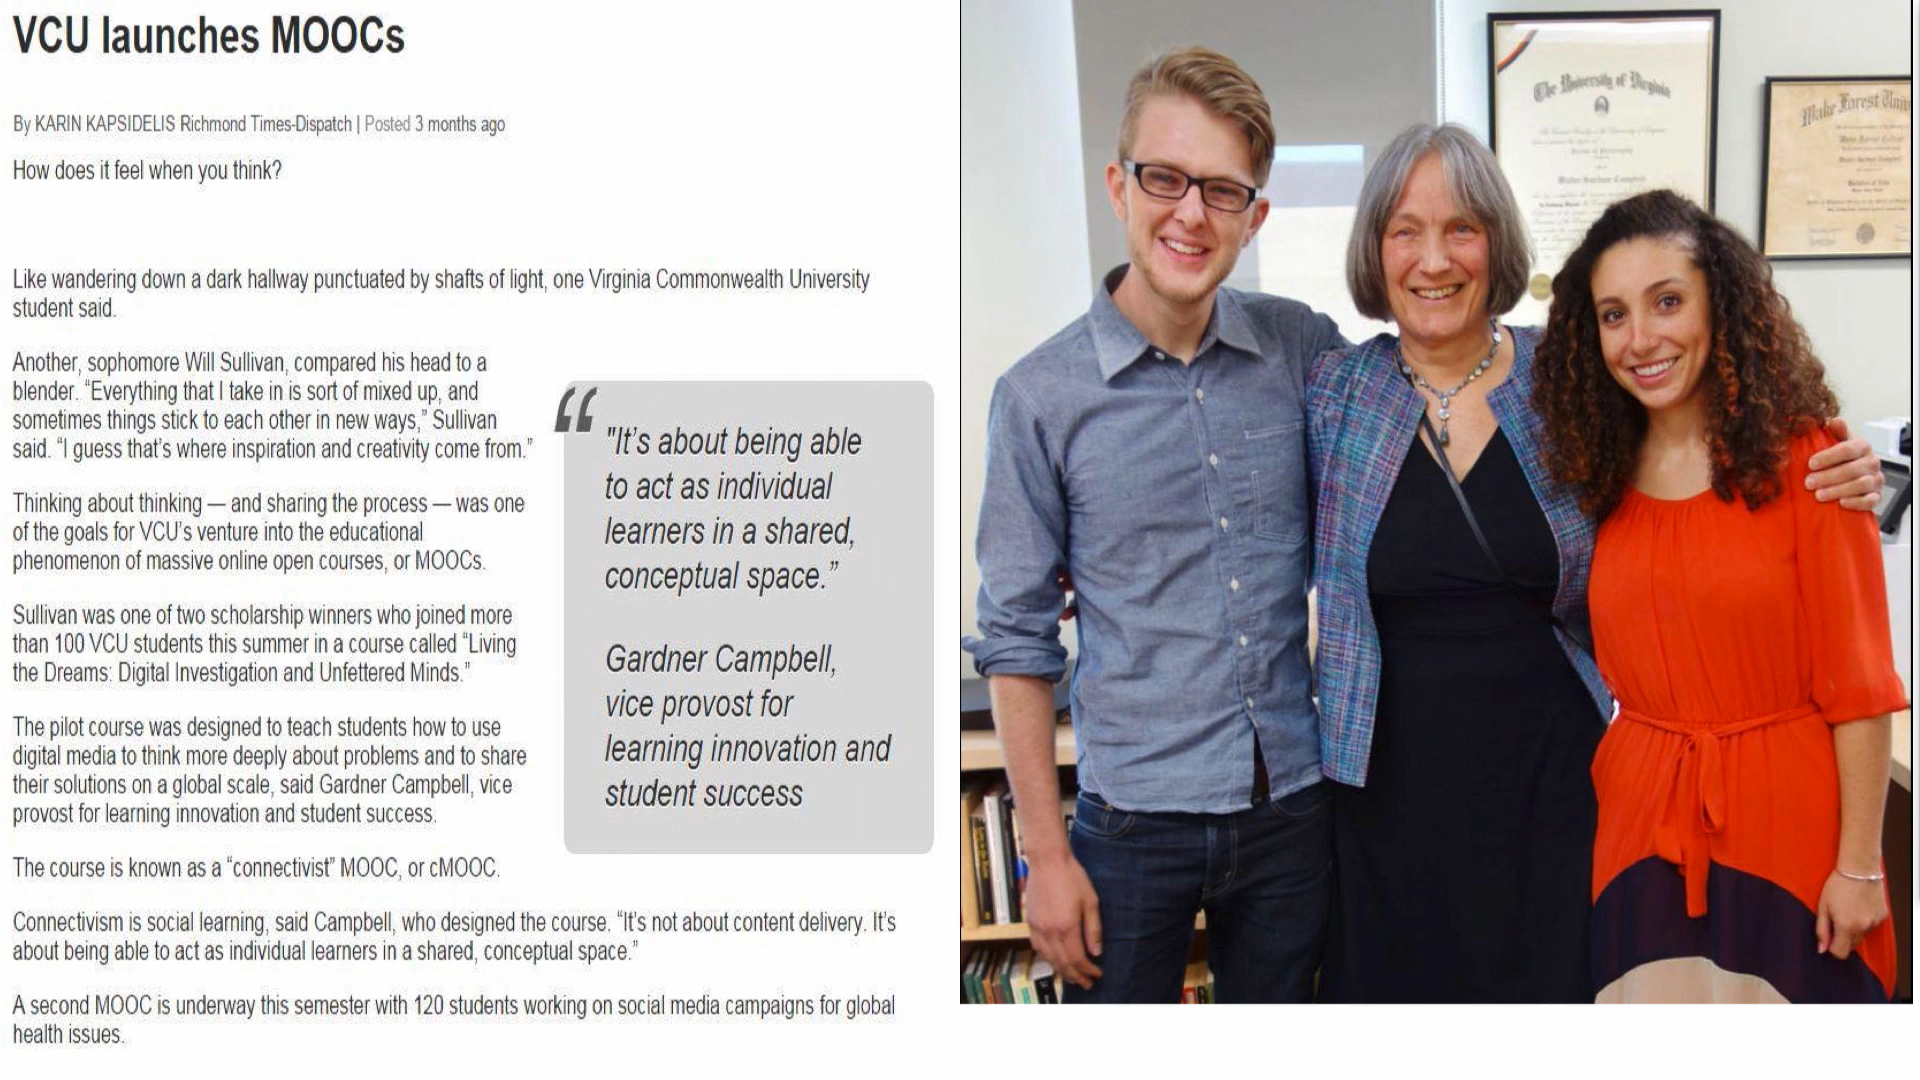 VCU launches MOOCs
By KARIN KAPSIDELIS Richmond Times-Dispatch | Posted 3 months ago
How does it feel when you think?
Like wandering down a dark hallway punctuated by shafts of light, one Virginia Commonwealth University
student said.
Another, sophomore Will Sullivan, compared his head to a
blender. “Everything that I take in is sort of mixed up, and
sometimes things stick to each other in new ways,” Sullivan
said. “I guess that’s where inspiration and creativity come from.”
Thinking about thinking — and sharing the process — was one
of the goals for VCU’s venture into the educational
phenomenon of massive online open courses, or MOOCs.
Sullivan was one of two scholarship winners who joined more
than 100 VCU students this summer in a course called “Living
the Dreams: Digital Investigation and Unfettered Minds.”
The pilot course was designed to teach students how to use
digital media to think more deeply about problems and to share
their solutions on a global scale, said Gardner Campbell, vice
provost for learning innovation and student success.
The course is known as a “connectivist” MOOC, or cMOOC.
Connectivism is social learning, said Campbell, who designed the course. “It’s not about content delivery. It’s
about being able to act as individual learners in a shared, conceptual space.”
A second MOOC is underway this semester with 120 students working on social media campaigns for global
health issues.
“
"It’s about being able
to act as individual
learners in a shared,
conceptual space.”
Gardner Campbell,
vice provost for
learning innovation and
student success
The University of Virginia
Wake Forest Univ